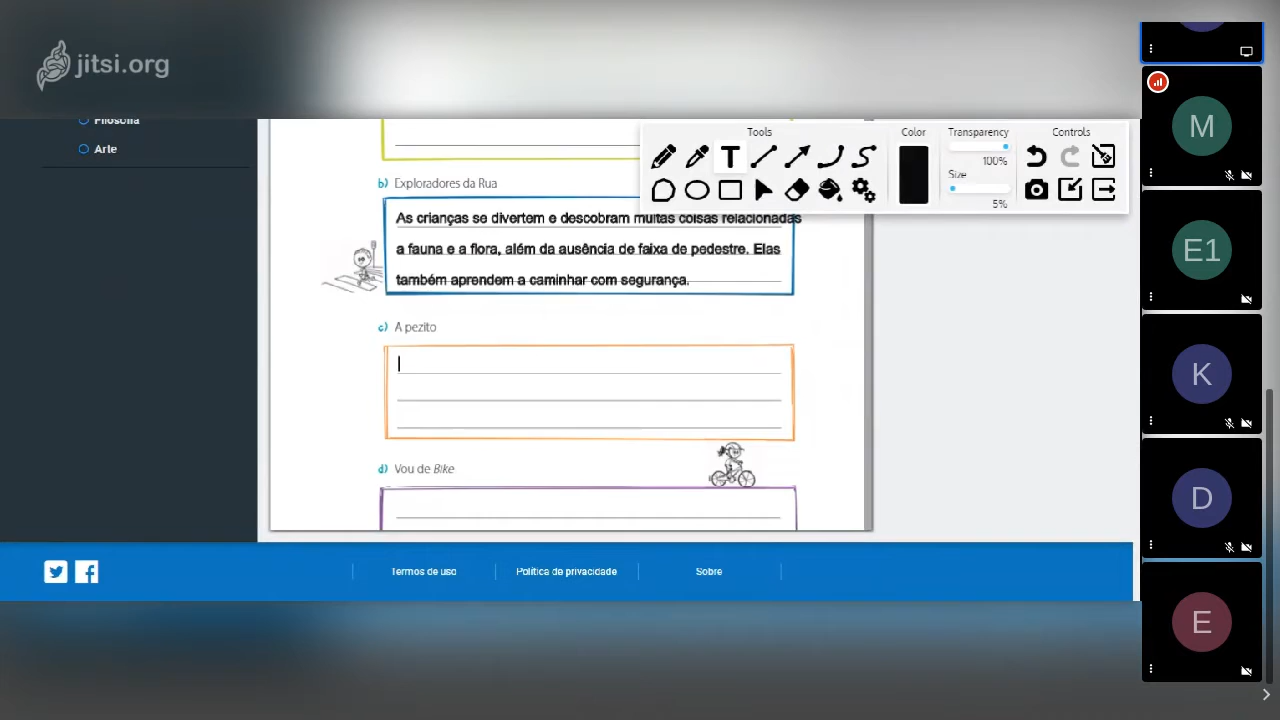 jitsi.org
Filosofia
Arte
Tools
Color
Transparency
100%
Size
5%
Controls
b) Exploradores da Rua
As crianças se divertem e descobram muitas coisas relacionadas
a fauna e a flora, além da ausência de faixa de pedestre. Elas
também aprendem a caminhar com segurança.
c) A pezito
d) Vou de Bike
Termos de uso
Política de privacidade
Sobre
M
E1
K
D
E